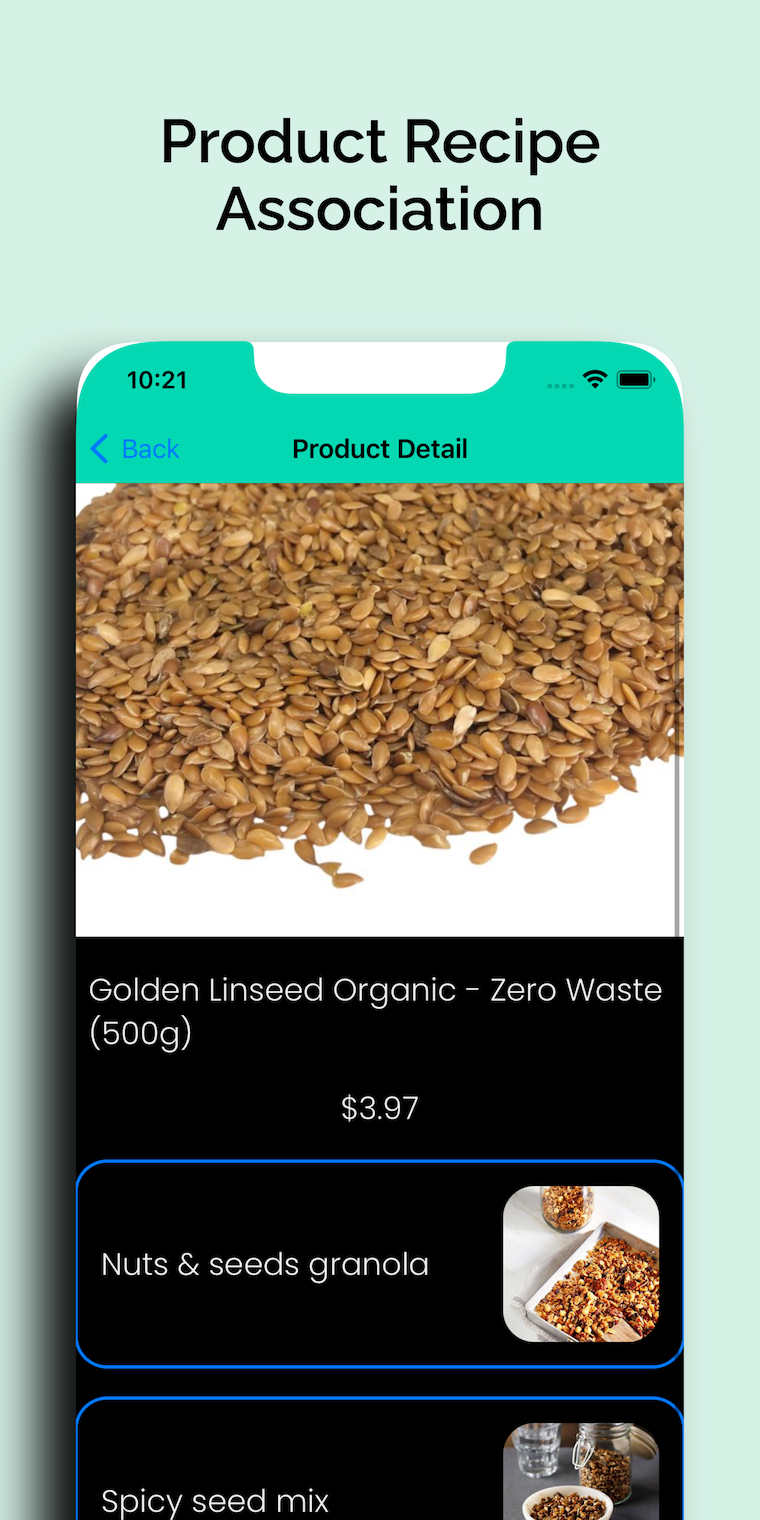 Product Recipe
Association
10:21
Back
Product Detail
Golden Linseed Organic - Zero Waste
(500g)
$3.97
Nuts & seeds granola
Spicy seed mix